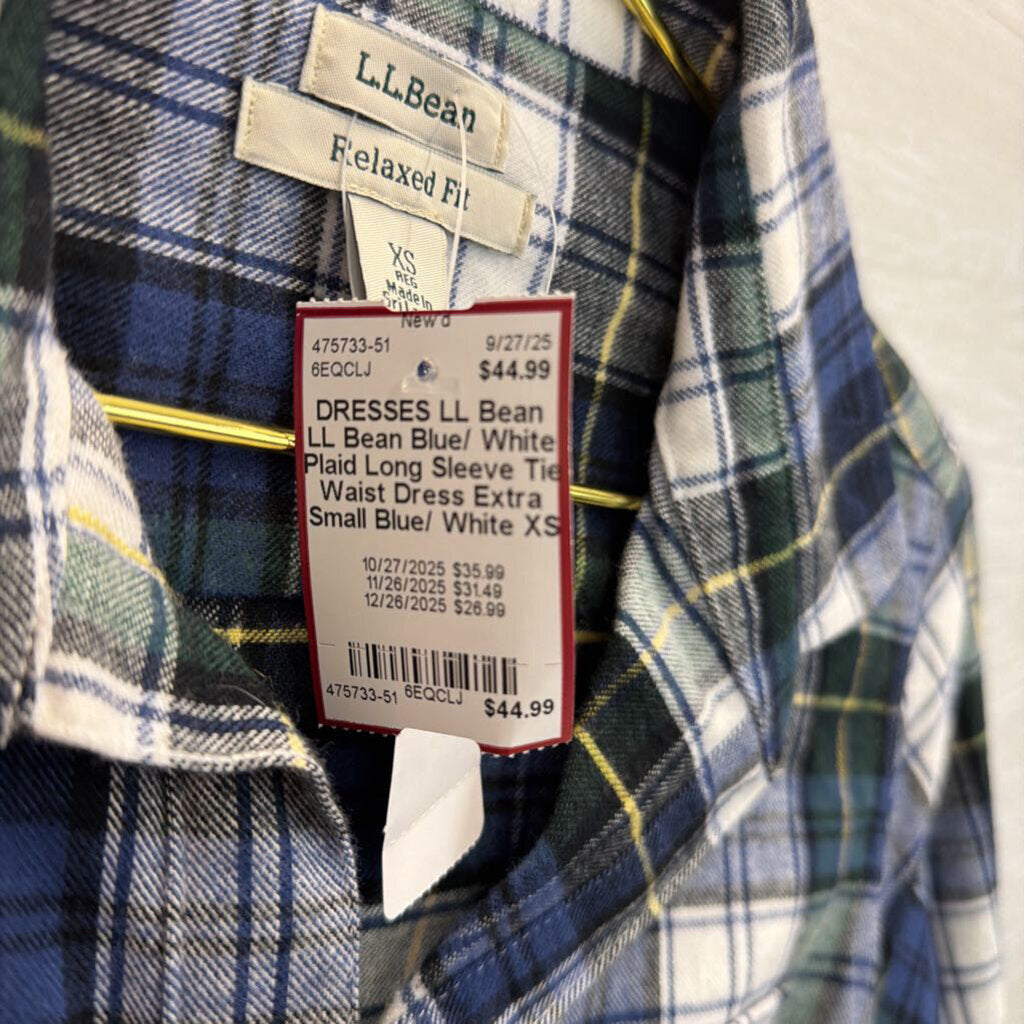 L.L.Bean
Relaxed Fit
XS
REG
Made In
475733-51 9/27/25
6EQCLJ $44.99
DRESSES LL Bean
LL Bean Blue/ White
Plaid Long Sleeve Tie
Waist Dress Extra
Small Blue/ White XS
10/27/2025 $35.99
11/26/2025 $31.49
12/26/2025 $26.99
475733-51 6EQCLJ $44.99